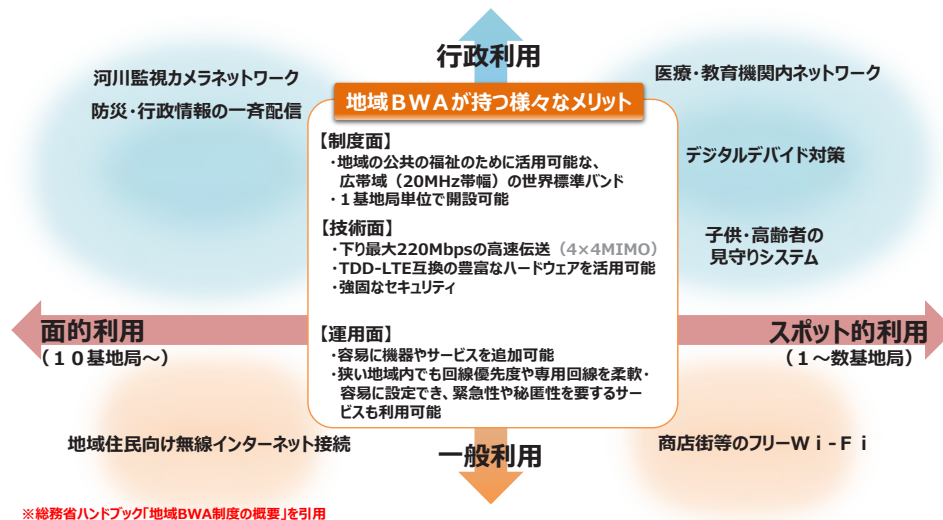 行政利用
河川監視カメラネットワーク
防災・行政情報の一斉配信
医療・教育機関内ネットワーク
デジタルデバイド対策
子供・高齢者の
見守りシステム
地域BWAが持つ様々なメリット
【制度面】
・地域の公共の福祉のために活用可能な、
広帯域（20MHz帯幅）の世界標準バンド
・１基地局単位で開設可能
【技術面】
・下り最大220Mbpsの高速伝送（4×4MIMO）
・TDD-LTE互換の豊富なハードウェアを活用可能
・強固なセキュリティ
【運用面】
・容易に機器やサービスを追加可能
・狭い地域内でも回線優先度や専用回線を柔軟・
容易に設定でき、緊急性や秘匿性を要するサー
ビスも利用可能
面的利用
（１０基地局～）
スポット的利用
（１～数基地局）
地域住民向け無線インターネット接続
一般利用
商店街等のフリーＷｉ-Ｆｉ
※総務省ハンドブック「地域BWA制度の概要」を引用